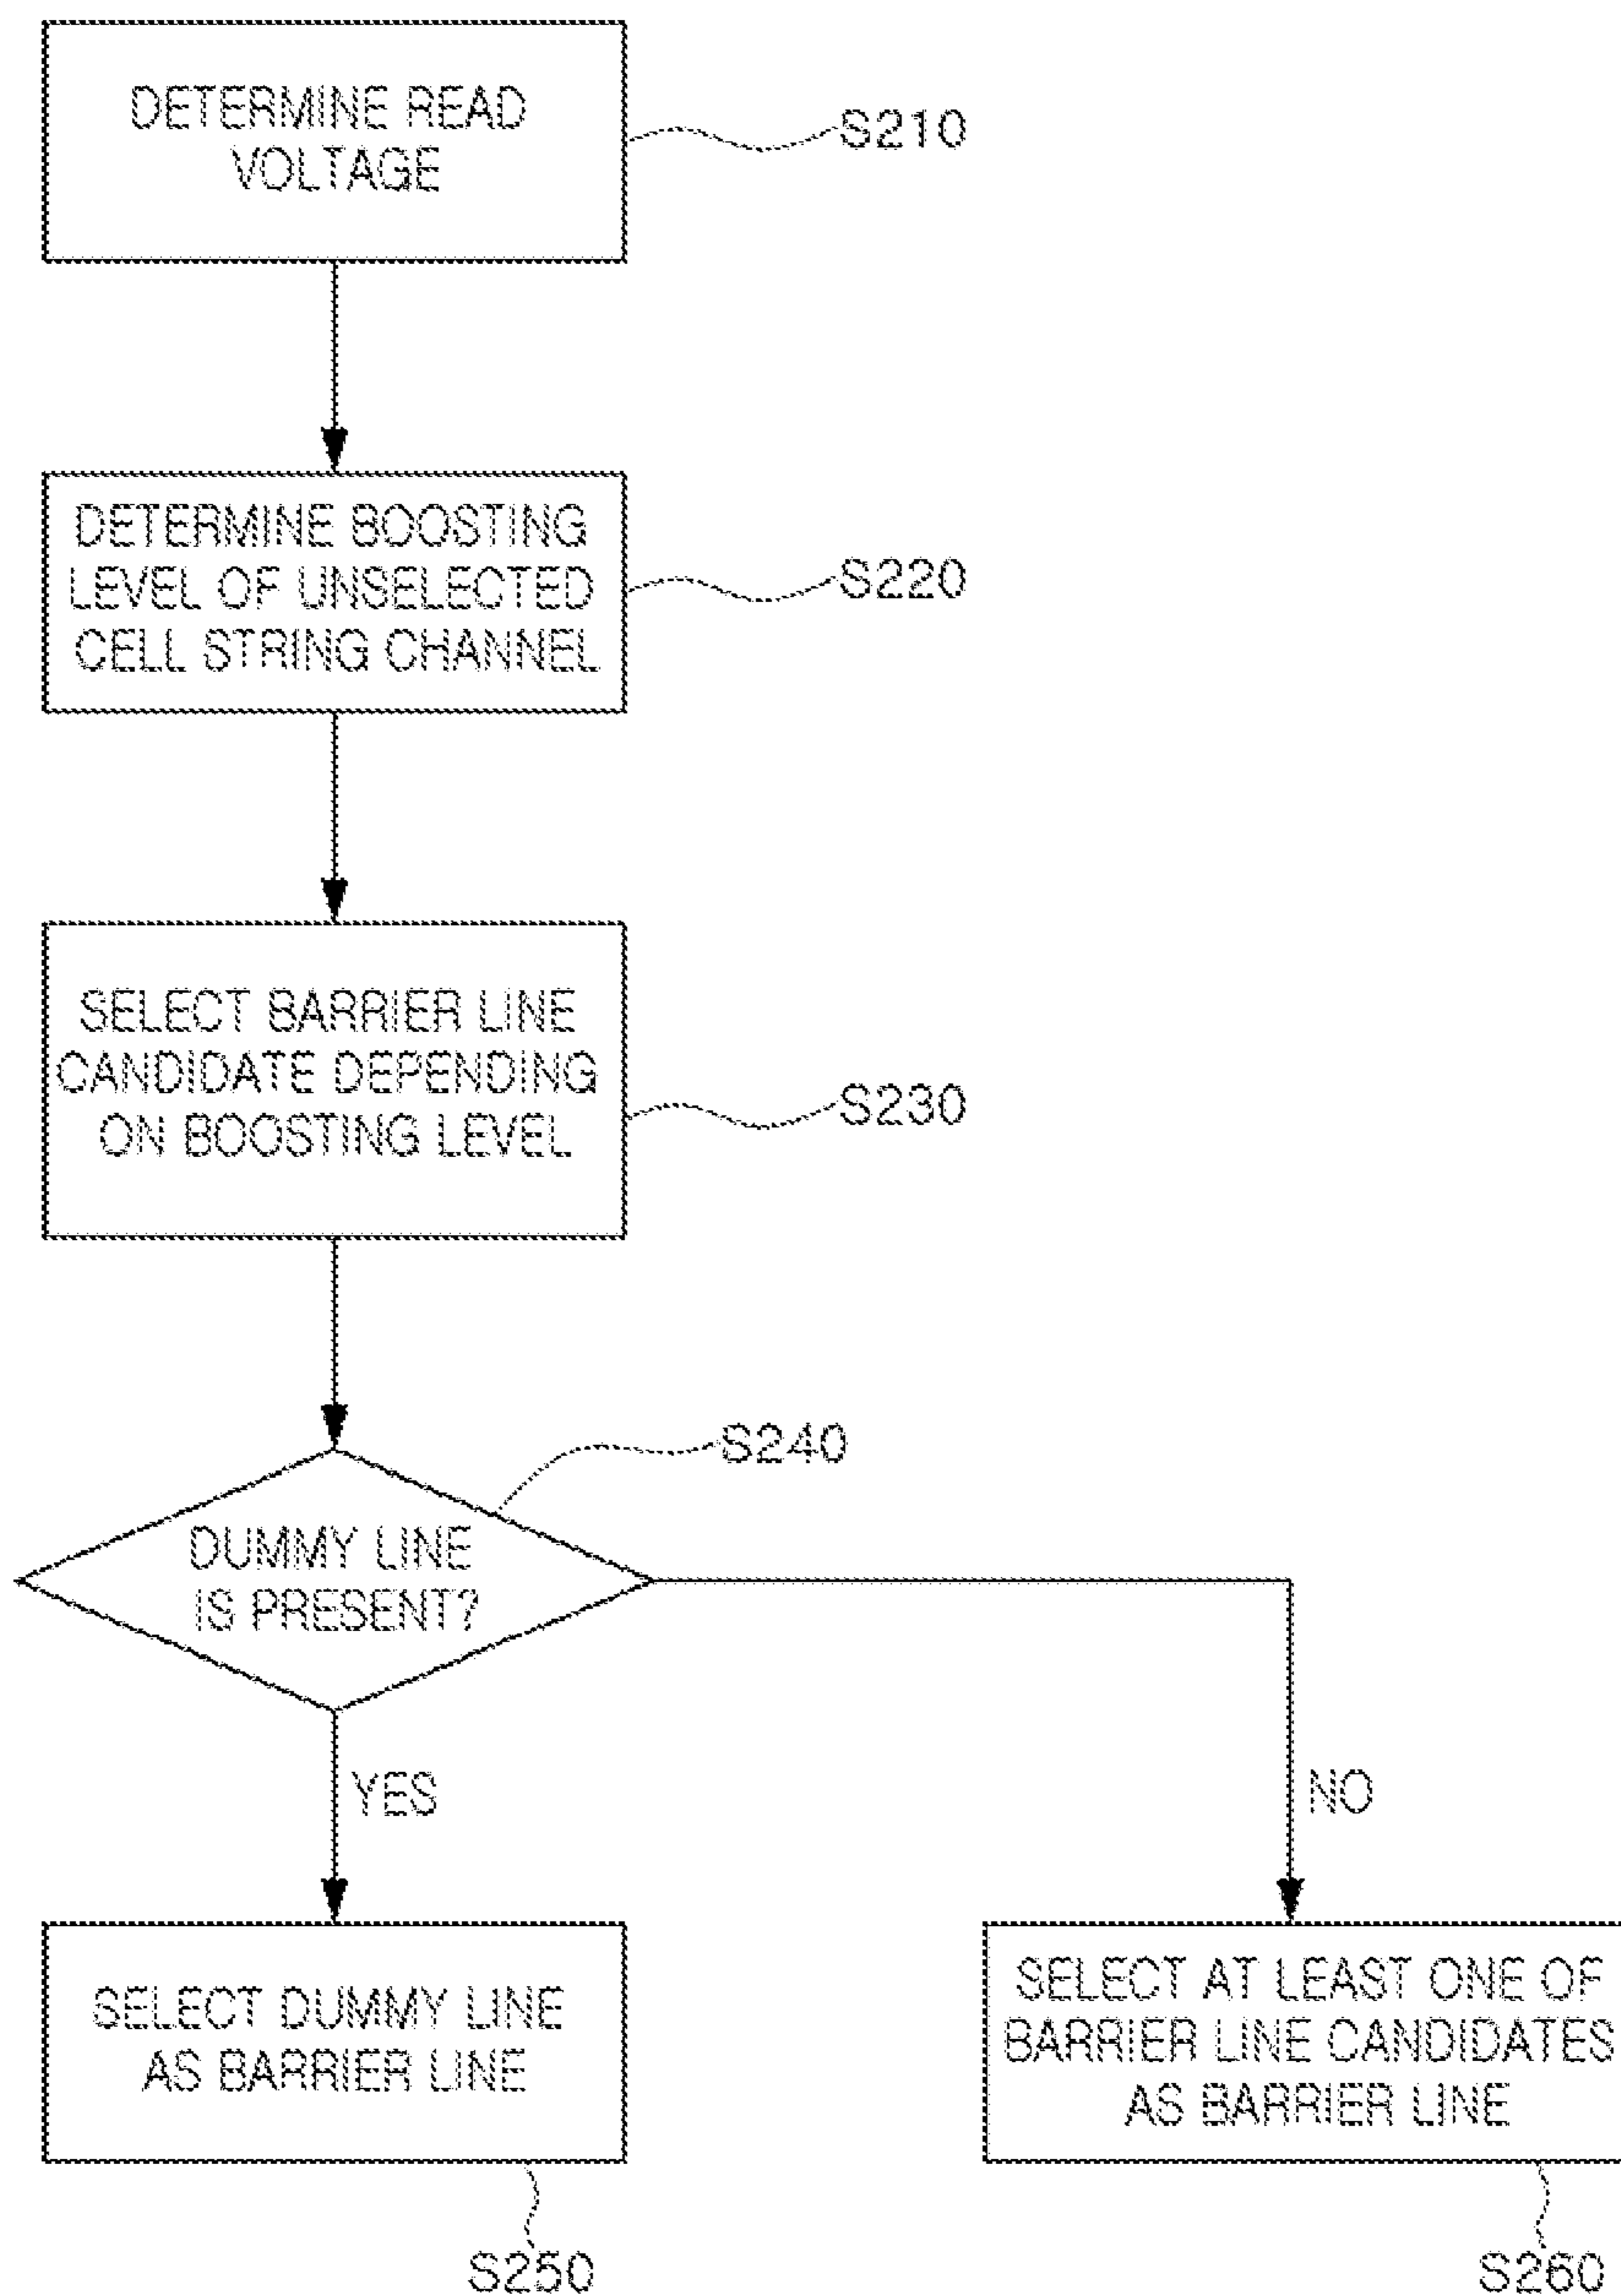 DETERMINE READ
VOLTAGE
S210
DETERMINE BOOSTING
LEVEL OF UNSELECTED
CELL STRING CHANNEL
S220
SELECT BARRIER LINE
CANDIDATE DEPENDING
ON BOOSTING LEVEL
S230
S240
DUMMY LINE
IS PRESENT?
YES
NO
SELECT DUMMY LINE
AS BARRIER LINE
S250
SELECT AT LEAST ONE OF
BARRIER LINE CANDIDATES
AS BARRIER LINE
S260